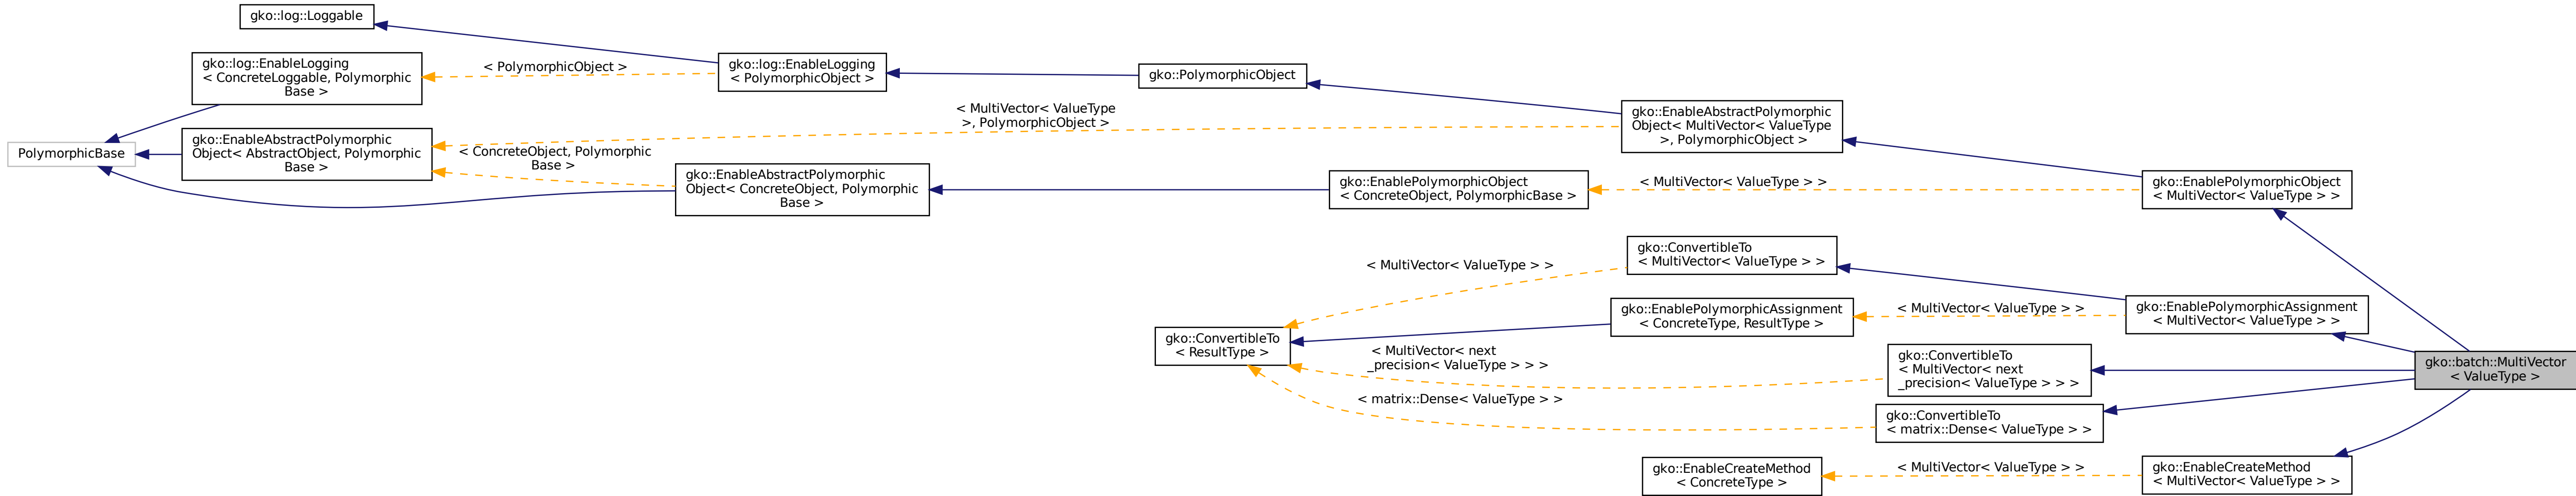 gko::log::Loggable
gko::log::EnableLogging
< ConcreteLoggable, Polymorphic
Base >
< PolymorphicObject >
gko::log::EnableLogging
< PolymorphicObject >
gko::PolymorphicObject
PolymorphicBase
gko::EnableAbstractPolymorphic
Object< AbstractObject, Polymorphic
Base >
< MultiVector< ValueType
>, PolymorphicObject >
gko::EnableAbstractPolymorphic
Object< MultiVector< ValueType
>, PolymorphicObject >
< ConcreteObject, Polymorphic
Base >
gko::EnableAbstractPolymorphic
Object< ConcreteObject, Polymorphic
Base >
gko::EnablePolymorphicObject
< ConcreteObject, PolymorphicBase >
< MultiVector< ValueType > >
gko::EnablePolymorphicObject
< MultiVector< ValueType > >
< MultiVector< ValueType > >
gko::ConvertibleTo
< MultiVector< ValueType > >
gko::ConvertibleTo
< ResultType >
gko::EnablePolymorphicAssignment
< ConcreteType, ResultType >
< MultiVector< ValueType > >
gko::EnablePolymorphicAssignment
< MultiVector< ValueType > >
< MultiVector< next
_precision< ValueType > > >
gko::ConvertibleTo
< MultiVector< next
_precision< ValueType > > >
gko::batch::MultiVector
< ValueType >
< matrix::Dense< ValueType > >
gko::ConvertibleTo
< matrix::Dense< ValueType > >
gko::EnableCreateMethod
< ConcreteType >
< MultiVector< ValueType > >
gko::EnableCreateMethod
< MultiVector< ValueType > >